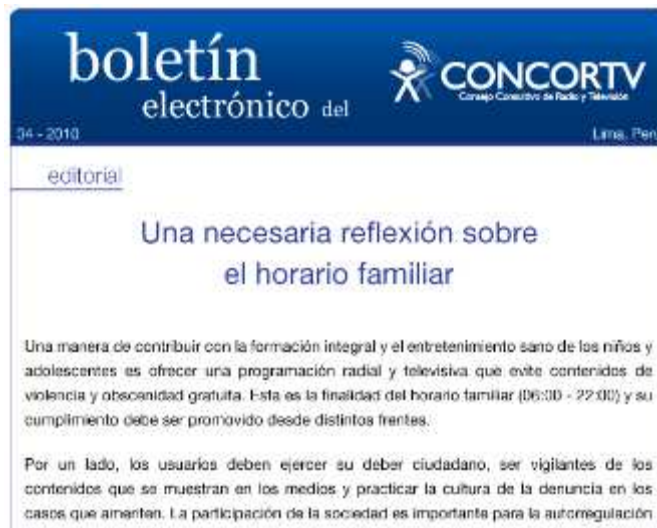 boletín
electrónico del
CONCORTV
Consejo Consultivo de Radio y Televisión
04 - 2010
Lima, Perú
editorial
Una necesaria reflexión sobre
el horario familiar
Una manera de contribuir con la formación integral y el entretenimiento sano de los niños y
adolescentes es ofrecer una programación radial y televisiva que evite contenidos de
violencia y obscenidad gratuita. Esta es la finalidad del horario familiar (06:00 - 22:00) y su
cumplimiento debe ser promovido desde distintos frentes.
Por un lado, los usuarios deben ejercer su deber ciudadano, ser vigilantes de los
contenidos que se muestran en los medios y practicar la cultura de la denuncia en los
casos que ameriten. La participación de la sociedad es importante para la autorregulación